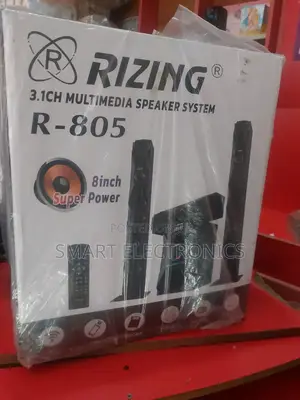 R RIZING ®
3.1CH MULTIMEDIA SPEAKER SYSTEM
R-805
8inch
Super Power
SMART ELECTRONICS